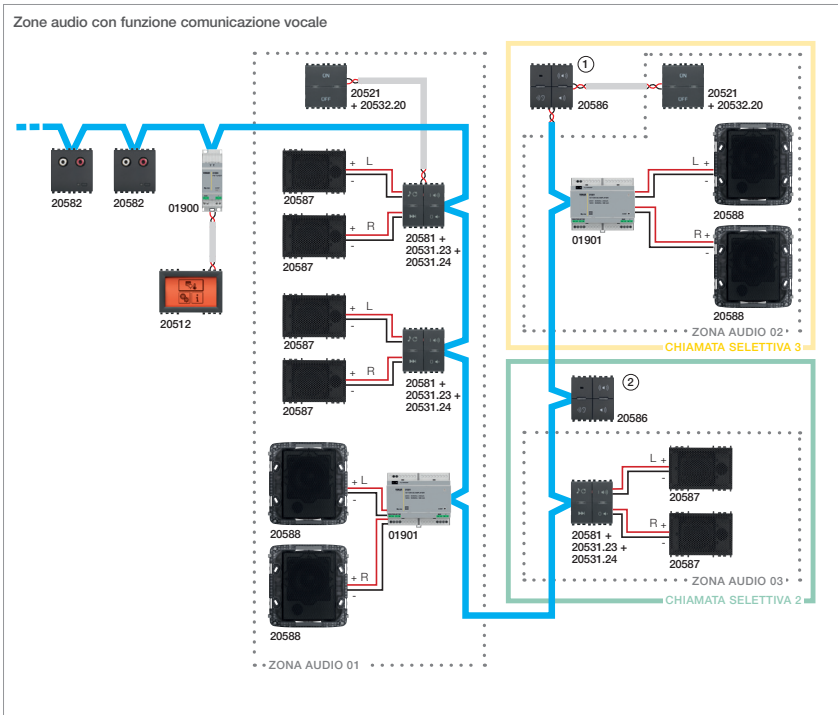 Zone audio con funzione comunicazione vocale
20582
20582
01900
20512
ON
OFF
20521
+ 20532.20
+ L
-
20587
+ R
-
20587
20581 +
20531.23 +
20531.24
+ L
-
20587
+ R
-
20587
20581 +
20531.23 +
20531.24
+ L
-
20588
+ R
-
20588
01901
ZONA AUDIO 01
1
20586
ON
OFF
20521
+ 20532.20
L +
-
20588
R +
-
20588
01901
ZONA AUDIO 02
CHIAMATA SELETTIVA 3
2
20586
L +
-
20587
R +
-
20587
20581 +
20531.23 +
20531.24
ZONA AUDIO 03
CHIAMATA SELETTIVA 2